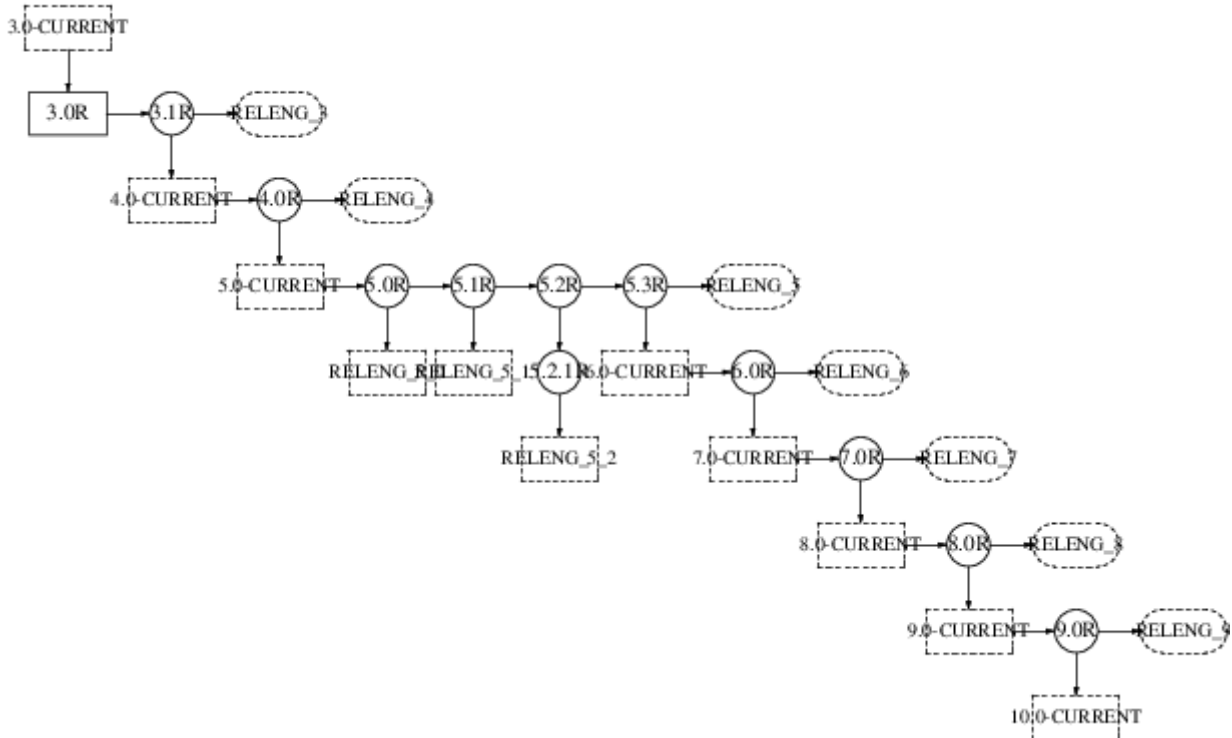 3.0-CURRENT
3.0R
3.1R
RELENG_3
4.0-CURRENT
4.0R
RELENG_4
5.0-CURRENT
5.0R
5.1R
5.2R
5.3R
RELENG_5
RELENG_5_1
5.2.1R
6.0-CURRENT
6.0R
RELENG_6
RELENG_5_2
7.0-CURRENT
7.0R
RELENG_7
8.0-CURRENT
8.0R
RELENG_8
9.0-CURRENT
9.0R
RELENG_9
10.0-CURRENT